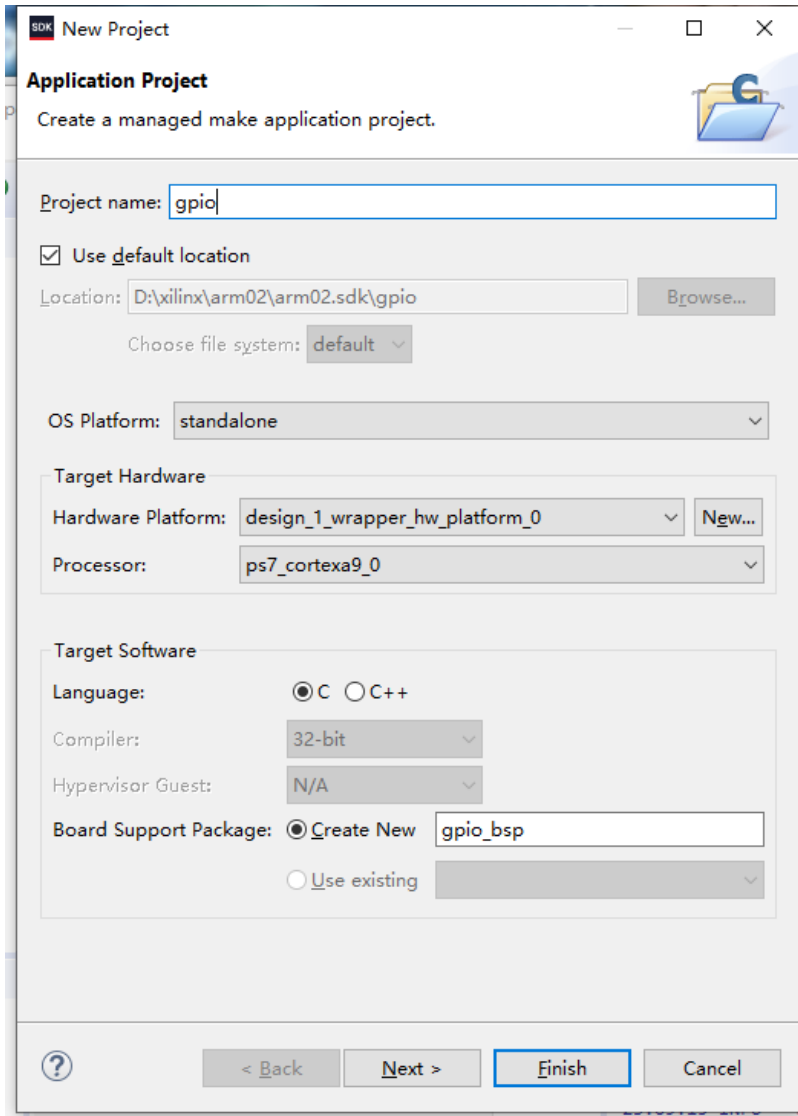 SDK New Project
Application Project
Create a managed make application project.
Project name: gpio
Use default location
Location: D:\xilinx\arm02\arm02.sdk\gpio Browse...
Choose file system: default
OS Platform: standalone
Target Hardware
Hardware Platform: design_1_wrapper_hw_platform_0 New...
Processor: ps7_cortexa9_0
Target Software
Language: C C++
Compiler: 32-bit
Hypervisor Guest: N/A
Board Support Package: Create New gpio_bsp
Use existing
? < Back Next > Finish Cancel